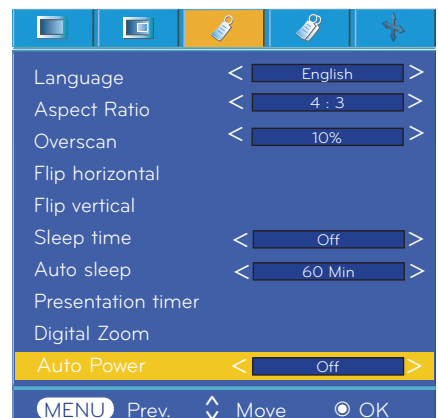 Language < English >
Aspect Ratio < 4 : 3 >
Overscan < 10% >
Flip horizontal
Flip vertical
Sleep time < Off >
Auto sleep < 60 Min >
Presentation timer
Digital Zoom
Auto Power < Off >
MENU Prev. Move OK